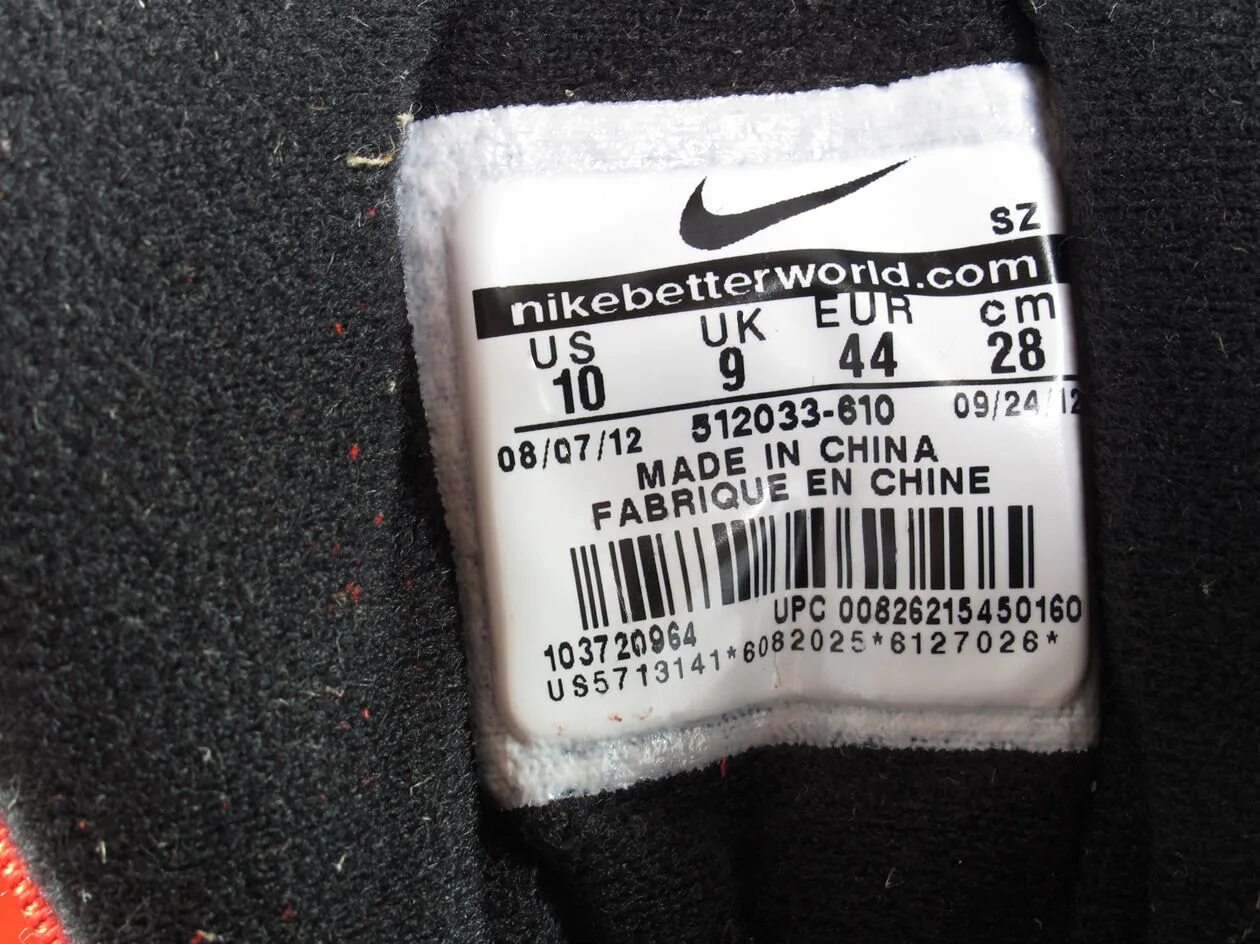 SZ
nikebetterworld.com
US UK EUR cm
10 9 44 28
08/07/12 512033-610 09/24/12
MADE IN CHINA
FABRIQUE EN CHINE
UPC 00826215450160
103720964
US5713141*6082025*6127026*